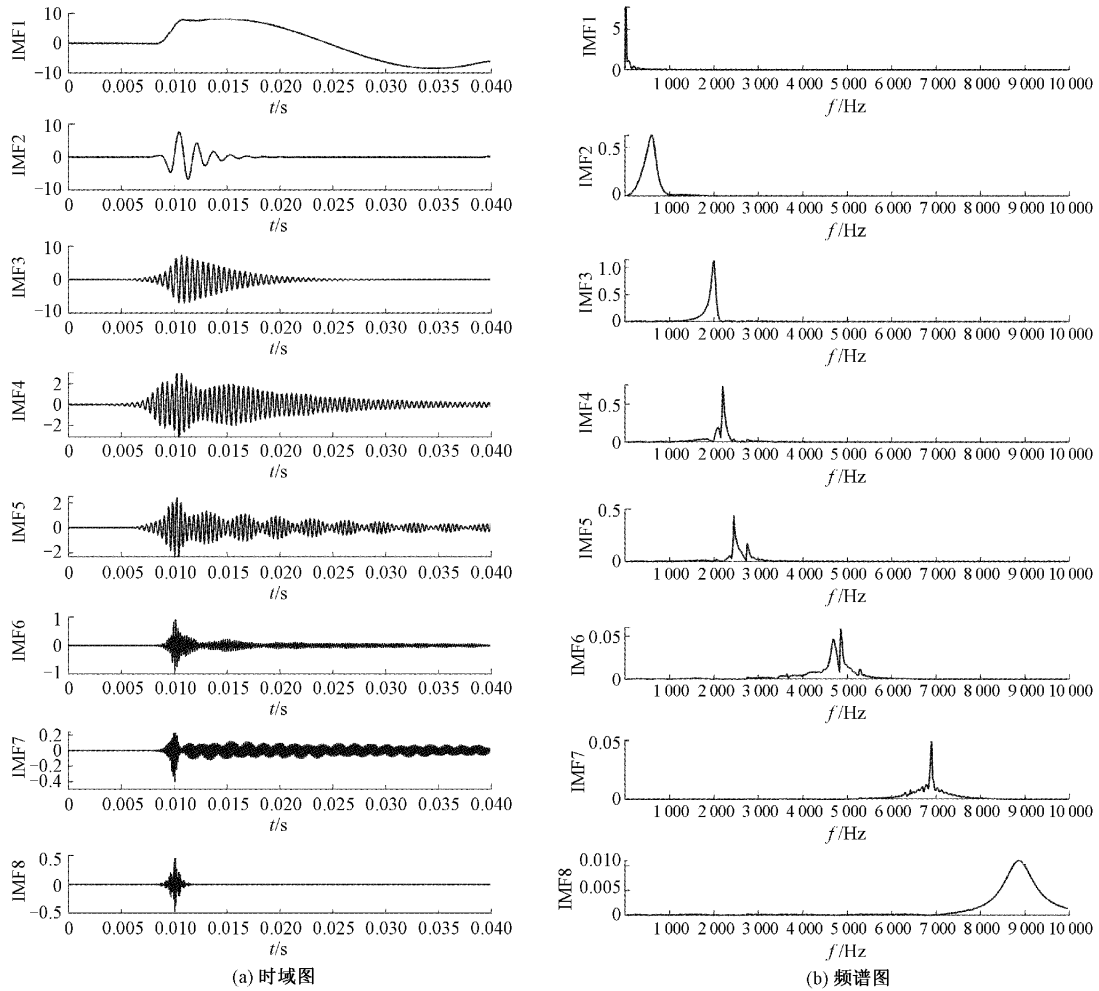 IMF1
10
0
−10
0 0.005 0.010 0.015 0.020 0.025 0.030 0.035 0.040
t/s
IMF2
10
0
−10
0 0.005 0.010 0.015 0.020 0.025 0.030 0.035 0.040
t/s
IMF3
10
0
−10
0 0.005 0.010 0.015 0.020 0.025 0.030 0.035 0.040
t/s
IMF4
2
0
−2
0 0.005 0.010 0.015 0.020 0.025 0.030 0.035 0.040
t/s
IMF5
2
0
−2
0 0.005 0.010 0.015 0.020 0.025 0.030 0.035 0.040
t/s
IMF6
1
0
−1
0 0.005 0.010 0.015 0.020 0.025 0.030 0.035 0.040
t/s
IMF7
0.2
0
−0.2
−0.4
0 0.005 0.010 0.015 0.020 0.025 0.030 0.035 0.040
t/s
IMF8
0.5
0
−0.5
0 0.005 0.010 0.015 0.020 0.025 0.030 0.035 0.040
t/s
(a) 时域图
IMF1
5
0
1 000 2 000 3 000 4 000 5 000 6 000 7 000 8 000 9 000 10 000
f/Hz
IMF2
0.5
0
1 000 2 000 3 000 4 000 5 000 6 000 7 000 8 000 9 000 10 000
f/Hz
IMF3
1.0
0.5
0
1 000 2 000 3 000 4 000 5 000 6 000 7 000 8 000 9 000 10 000
f/Hz
IMF4
0.5
0
1 000 2 000 3 000 4 000 5 000 6 000 7 000 8 000 9 000 10 000
f/Hz
IMF5
0.5
0
1 000 2 000 3 000 4 000 5 000 6 000 7 000 8 000 9 000 10 000
f/Hz
IMF6
0.05
0
1 000 2 000 3 000 4 000 5 000 6 000 7 000 8 000 9 000 10 000
f/Hz
IMF7
0.05
0
1 000 2 000 3 000 4 000 5 000 6 000 7 000 8 000 9 000 10 000
f/Hz
IMF8
0.010
0.005
0
1 000 2 000 3 000 4 000 5 000 6 000 7 000 8 000 9 000 10 000
f/Hz
(b) 频谱图